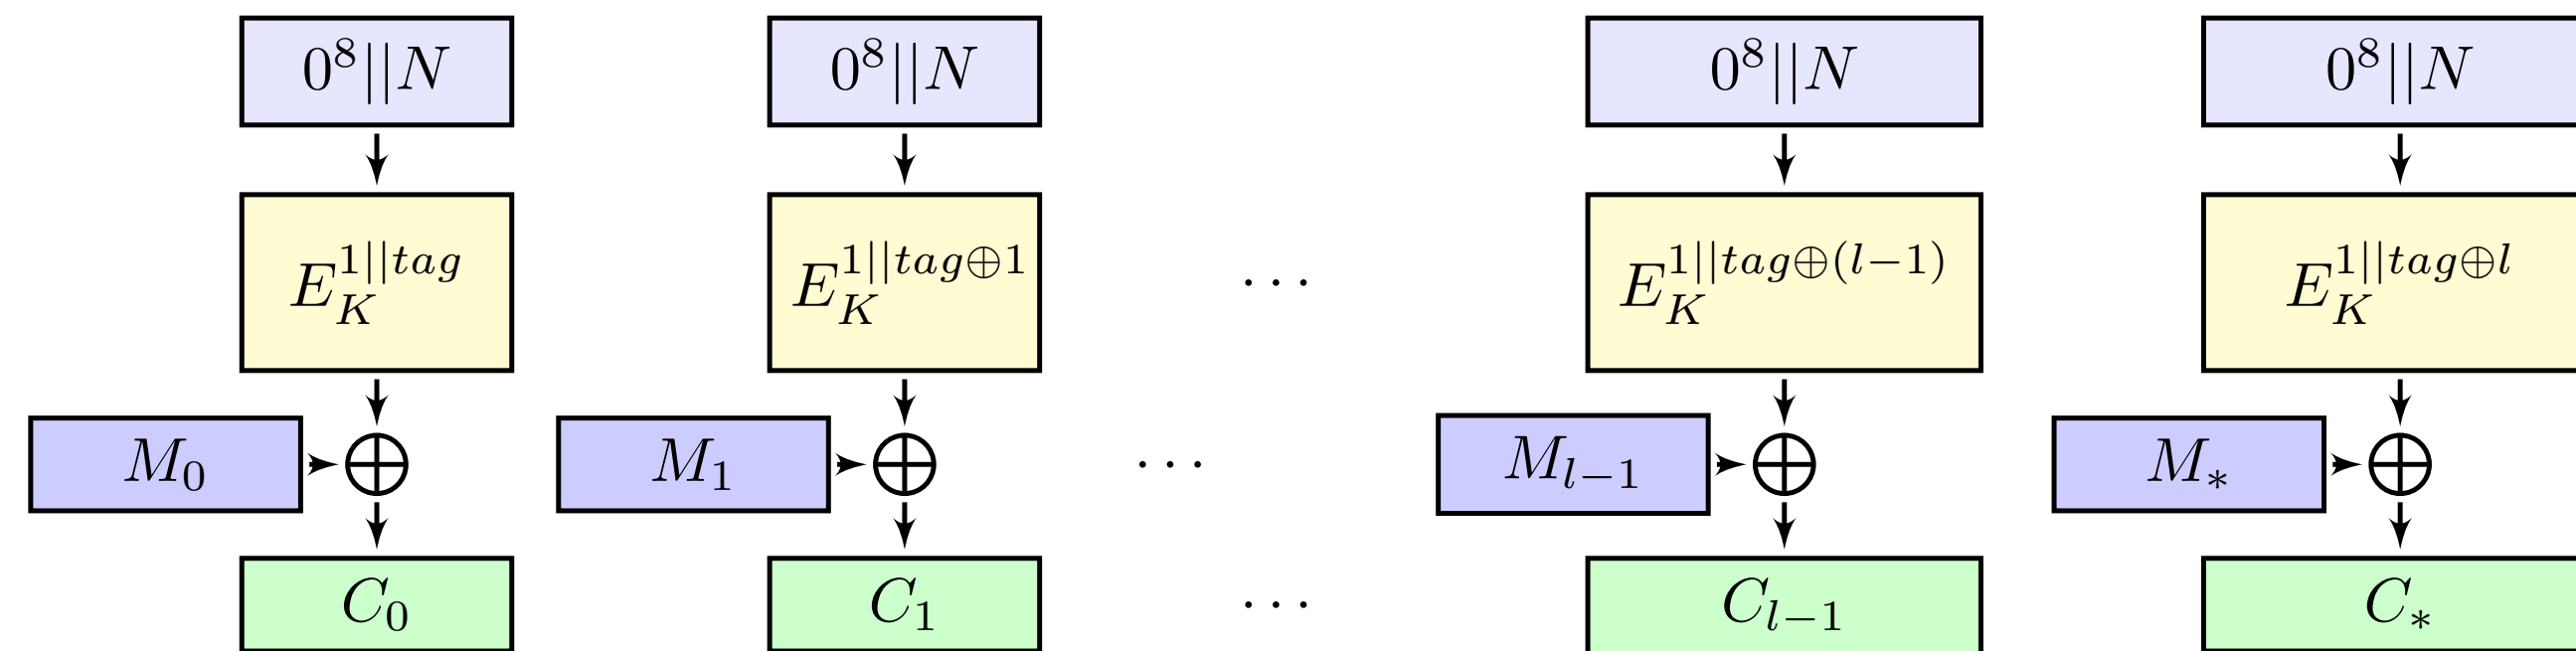 0^8||N 0^8||N 0^8||N 0^8||N
E_K^{1||tag} E_K^{1||tag⊕1} ··· E_K^{1||tag⊕(l−1)} E_K^{1||tag⊕l}
M_0 M_1 ··· M_{l−1} M_*
C_0 C_1 ··· C_{l−1} C_*